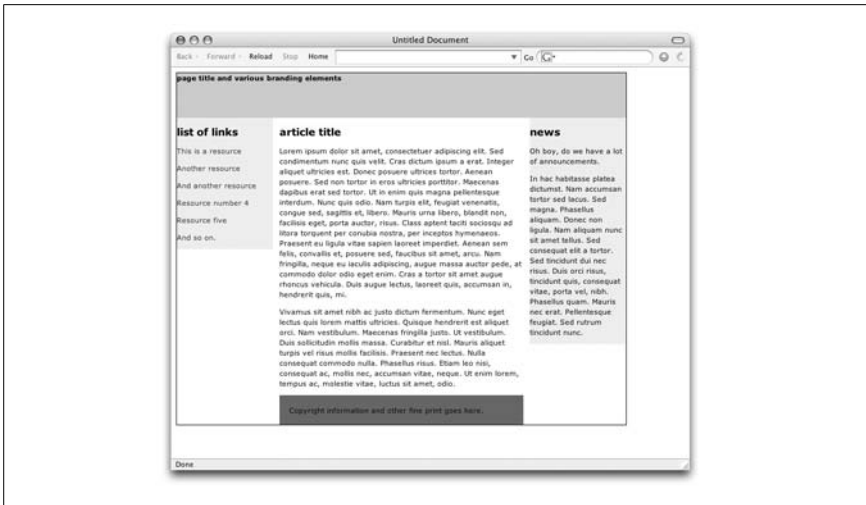 Untitled Document
Back Forward Reload Stop Home Go
page title and various branding elements
list of links
This is a resource
Another resource
And another resource
Resource number 4
Resource five
And so on.
article title
Lorem ipsum dolor sit amet, consectetuer adipiscing elit. Sed
condimentum nunc quis velit. Cras dictum ipsum a erat. Integer
aliquet ultricies est. Donec posuere ultrices tortor. Aenean
posuere. Sed non tortor in eros ultricies porttitor. Maecenas
dapibus erat sed tortor. Ut in enim quis magna pellentesque
interdum. Nunc quis odio. Nam turpis elit, feugiat venenatis,
congue sed, sagittis et, libero. Mauris urna libero, blandit non,
facilisis eget, porta auctor, risus. Class aptent taciti sociosqu ad
litora torquent per conubia nostra, per inceptos hymenaeos.
Praesent eu ligula vitae sapien laoreet imperdiet. Aenean sem
felis, convallis et, posuere sed, faucibus sit amet, arcu. Nam
fringilla, neque eu iaculis adipiscing, augue massa auctor pede, at
commodo dolor odio eget enim. Cras a tortor sit amet augue
rhoncus vehicula. Duis augue lectus, laoreet quis, accumsan in,
hendrerit quis, mi.
Vivamus sit amet nibh ac justo dictum fermentum. Nunc eget
lectus quis lorem mattis ultricies. Quisque hendrerit est aliquet
orci. Nam vestibulum. Maecenas fringilla justo. Ut vestibulum.
Duis sollicitudin mollis massa. Curabitur et nisl. Mauris aliquet
turpis vel risus mollis facilisis. Praesent nec lectus. Nulla
consequat commodo nulla. Phasellus risus. Etiam leo nisi,
consequat ac, mollis nec, accumsan vitae, neque. Ut enim lorem,
tempus ac, molestie vitae, luctus sit amet, odio.
news
Oh boy, do we have a lot
of announcements.
In hac habitasse platea
dictumst. Nam accumsan
tortor sed lacus. Sed
magna. Phasellus
aliquam. Donec non
ligula. Nam aliquam nunc
sit amet tellus. Sed
consequat elit a tortor.
Sed tincidunt dui nec
risus. Duis orci risus,
tincidunt quis, consequat
vitae, porta vel, nibh.
Phasellus quam. Mauris
nec erat. Pellentesque
feugiat. Sed rutrum
tincidunt nunc.
Copyright information and other fine print goes here.
Done